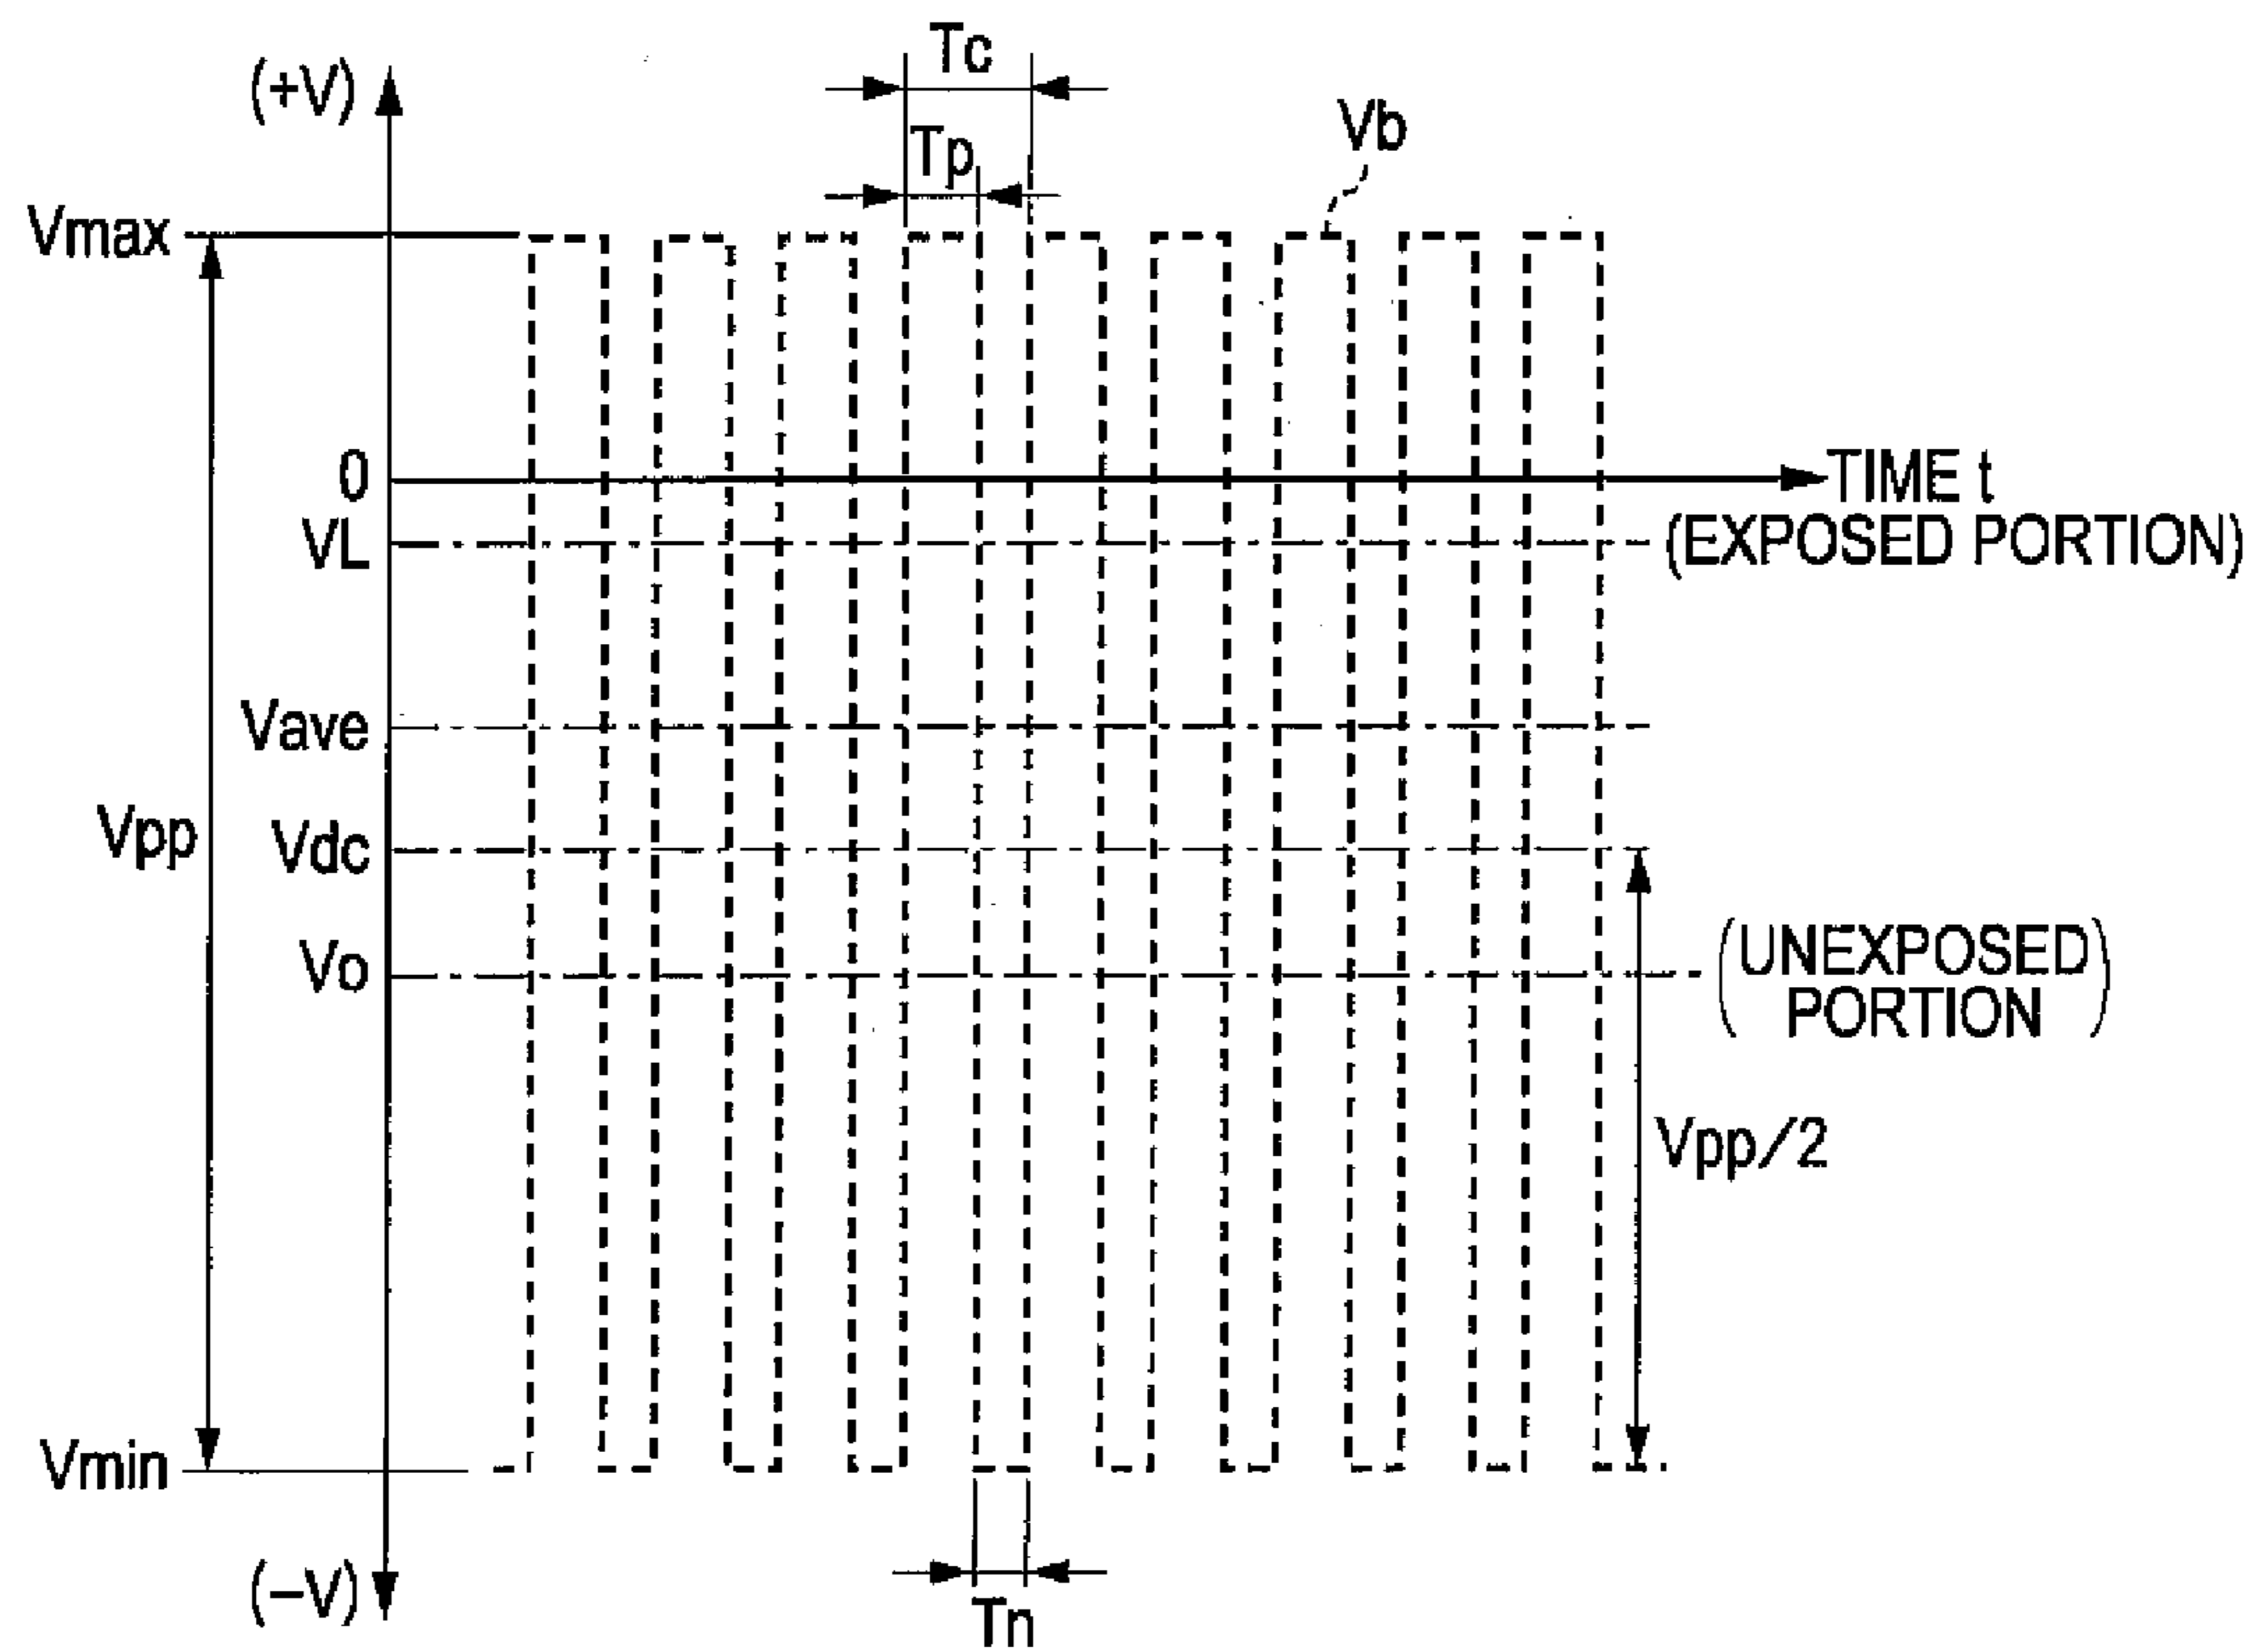 Tc
(+V)
Tp
Vb
Vmax
0
TIME t
VL
(EXPOSED PORTION)
Vave
Vpp
Vdc
Vo
(UNEXPOSED
PORTION)
Vpp/2
Vmin
(−V)
Tn